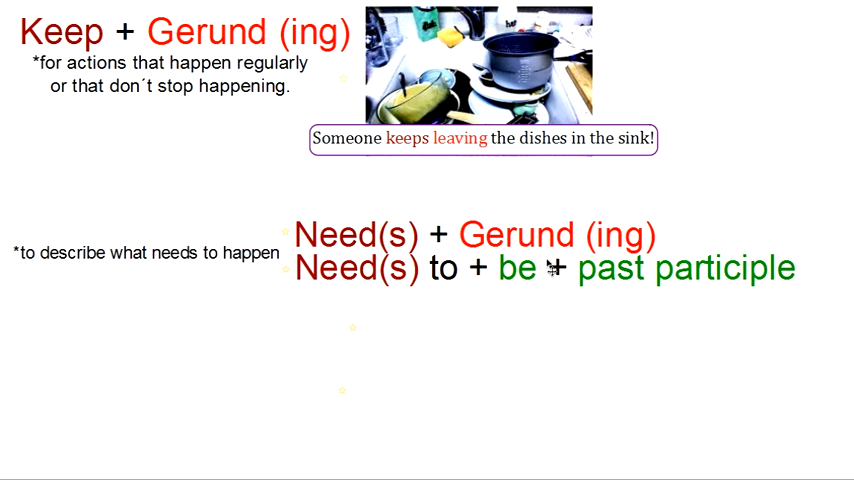 Keep + Gerund (ing)
*for actions that happen regularly
or that don´t stop happening.
Someone keeps leaving the dishes in the sink!
Need(s) + Gerund (ing)
*to describe what needs to happen
Need(s) to + be + past participle